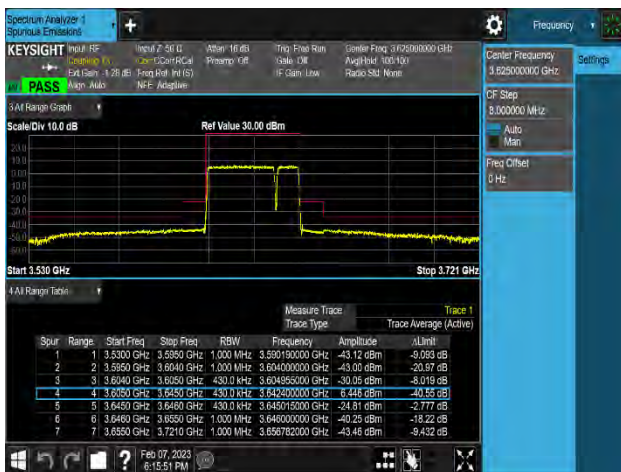 Spectrum Analyzer 1
Spurious Emissions
Frequency
KEYSIGHT Input: RF Input Z: 50 Ω Atten: 16 dB Trig: Free Run Center Freq: 3.625000000 GHz
Corr CCorr RCal Preamp: Off Gate: Off Avg|Hold: 100/100
Ext Gain: -1.28 dB Freq Ref: Int (S) IF Gain: Low Radio Std: None
PASS Align: Auto NFE: Adaptive
Center Frequency
3.625000000 GHz
Settings
CF Step
8.000000 MHz
Auto
Man
Freq Offset
0 Hz
3 All Range Graph
Scale/Div 10.0 dB Ref Value 30.00 dBm
20.0
10.0
0.00
-10.0
-20.0
-30.0
-40.0
-50.0
-60.0
Start 3.530 GHz Stop 3.721 GHz
4 All Range Table
Measure Trace Trace 1
Trace Type Trace Average (Active)
Spur Range Start Freq Stop Freq RBW Frequency Amplitude ΔLimit
1 1 3.5300 GHz 3.5950 GHz 1.000 MHz 3.590190000 GHz -43.12 dBm -9.093 dB
2 2 3.5950 GHz 3.6040 GHz 1.000 MHz 3.604000000 GHz -43.00 dBm -20.97 dB
3 3 3.6040 GHz 3.6050 GHz 430.0 kHz 3.604955000 GHz -30.05 dBm -8.019 dB
4 4 3.6050 GHz 3.6450 GHz 430.0 kHz 3.642400000 GHz 6.446 dBm -40.55 dB
5 5 3.6450 GHz 3.6460 GHz 430.0 kHz 3.645015000 GHz -24.81 dBm -2.777 dB
6 6 3.6460 GHz 3.6550 GHz 1.000 MHz 3.646000000 GHz -40.25 dBm -18.22 dB
7 7 3.6550 GHz 3.7210 GHz 1.000 MHz 3.656782000 GHz -43.46 dBm -9.432 dB
Feb 07, 2023
6:15:51 PM